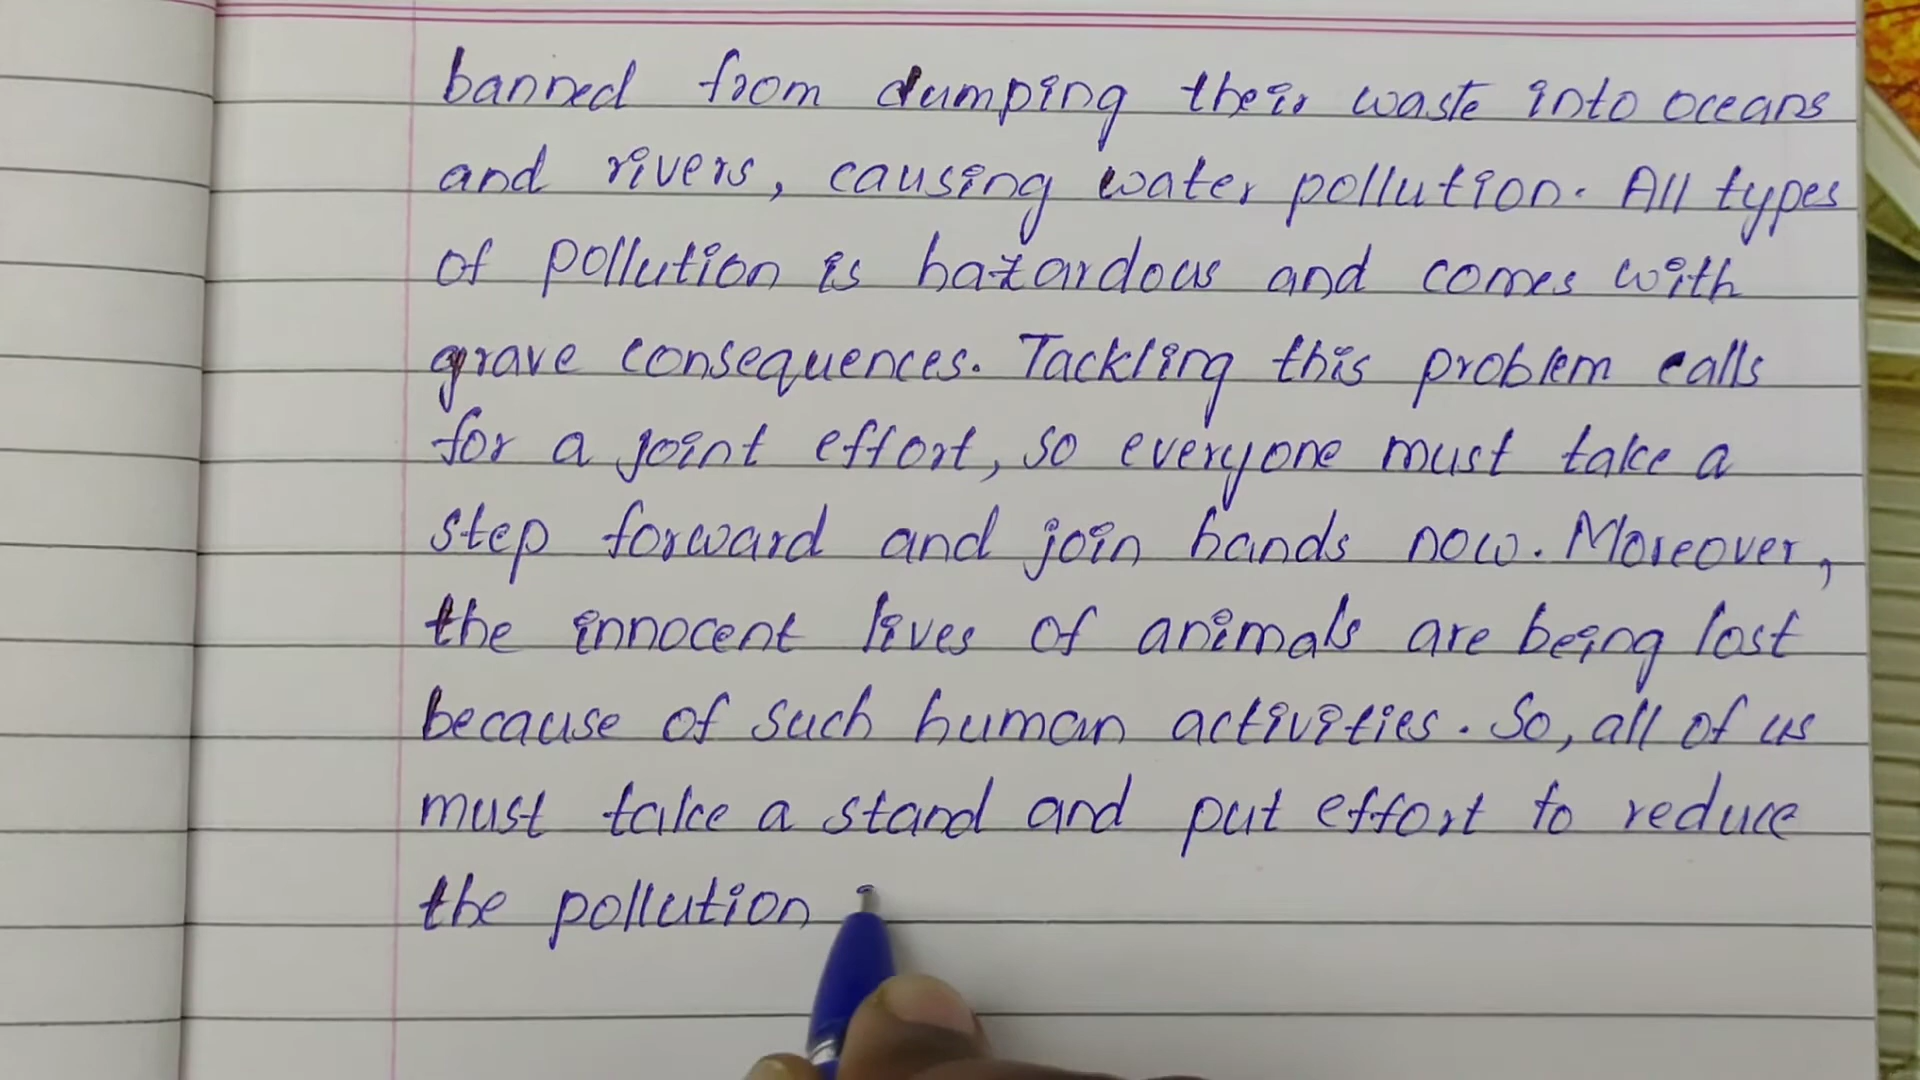 banned from dumping their waste into oceans
and rivers, causing water pollution. All types
of pollution is hazardous and comes with
grave consequences. Tackling this problem calls
for a joint effort, so everyone must take a
step forward and join hands now. Moreover,
the innocent lives of animals are being lost
because of such human activities. So, all of us
must take a stand and put effort to reduce
the pollution